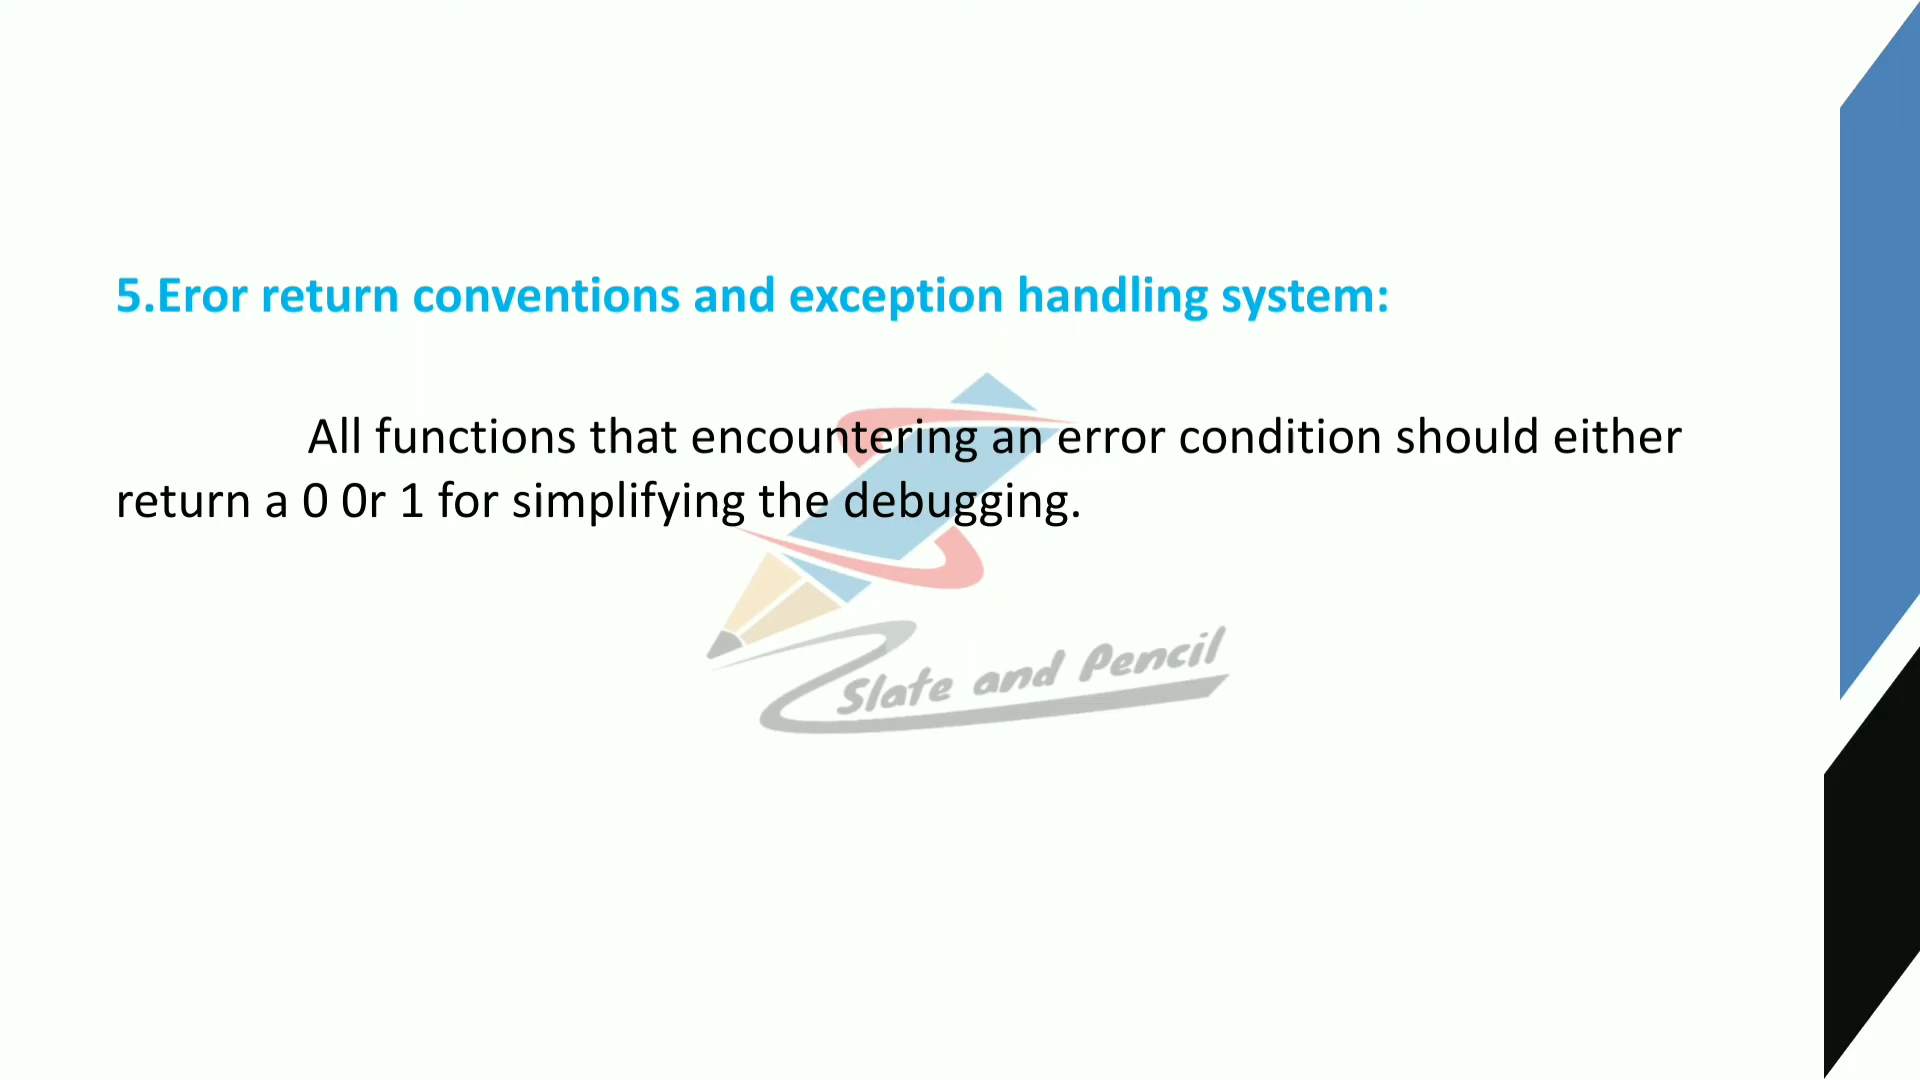 5.Eror return conventions and exception handling system:
All functions that encountering an error condition should either
return a 0 0r 1 for simplifying the debugging.
Slate and Pencil